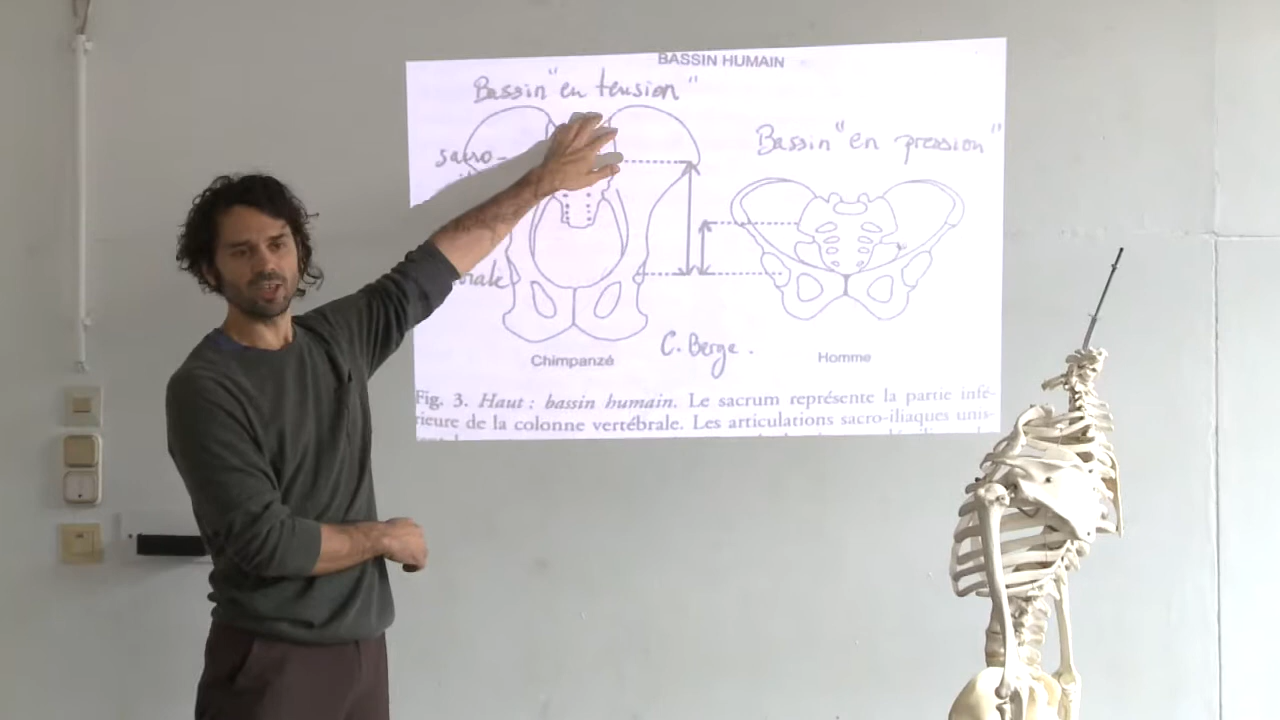 BASSIN HUMAIN
Bassin "en tension"
Bassin "en pression"
sacro-
C. Berge.
Chimpanzé
Homme
Fig. 3. Haut : bassin humain. Le sacrum représente la partie infé-
rieure de la colonne vertébrale. Les articulations sacro-iliaques unis-